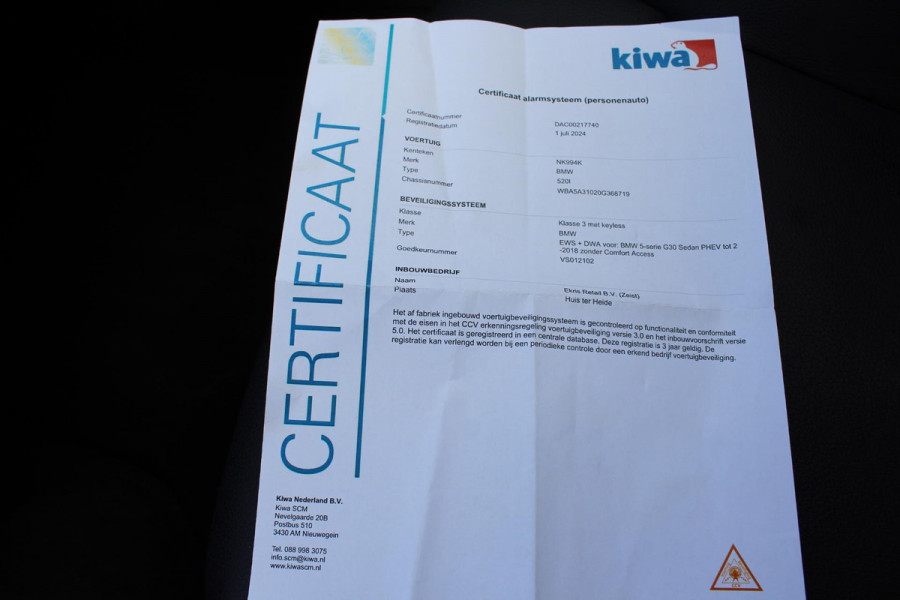 kiwa
CERTIFICAAT
Certificaat alarmsysteem (personenauto)
Certificaatnummer DAC00217740
Registratiedatum 1 juli 2024
VOERTUIG
Kenteken NK994K
Merk BMW
Type 520I
Chassisnummer WBA5A31020G368719
BEVEILIGINGSSYSTEEM
Klasse Klasse 3 met keyless
Merk BMW
Type EWS + DWA voor: BMW 5-serie G30 Sedan PHEV tot 2
-2018 zonder Comfort Access
Goedkeurnummer VS012102
INBOUWBEDRIJF
Naam Ekris Retail B.V. (Zeist)
Plaats Huis ter Heide
Het af fabriek ingebouwd voertuigbeveiligingssysteem is gecontroleerd op functionaliteit en conformiteit
met de eisen in het CCV erkenningsregeling voertuigbeveiliging versie 3.0 en het inbouwvoorschrift versie
5.0. Het certificaat is geregistreerd in een centrale database. Deze registratie is 3 jaar geldig. De
registratie kan verlengd worden bij een periodieke controle door een erkend bedrijf voertuigbeveiliging.
Kiwa Nederland B.V.
Kiwa SCM
Nevelgaarde 20B
Postbus 510
3430 AM Nieuwegein
Tel. 088 998 3075
info.scm@kiwa.nl
www.kiwascm.nl